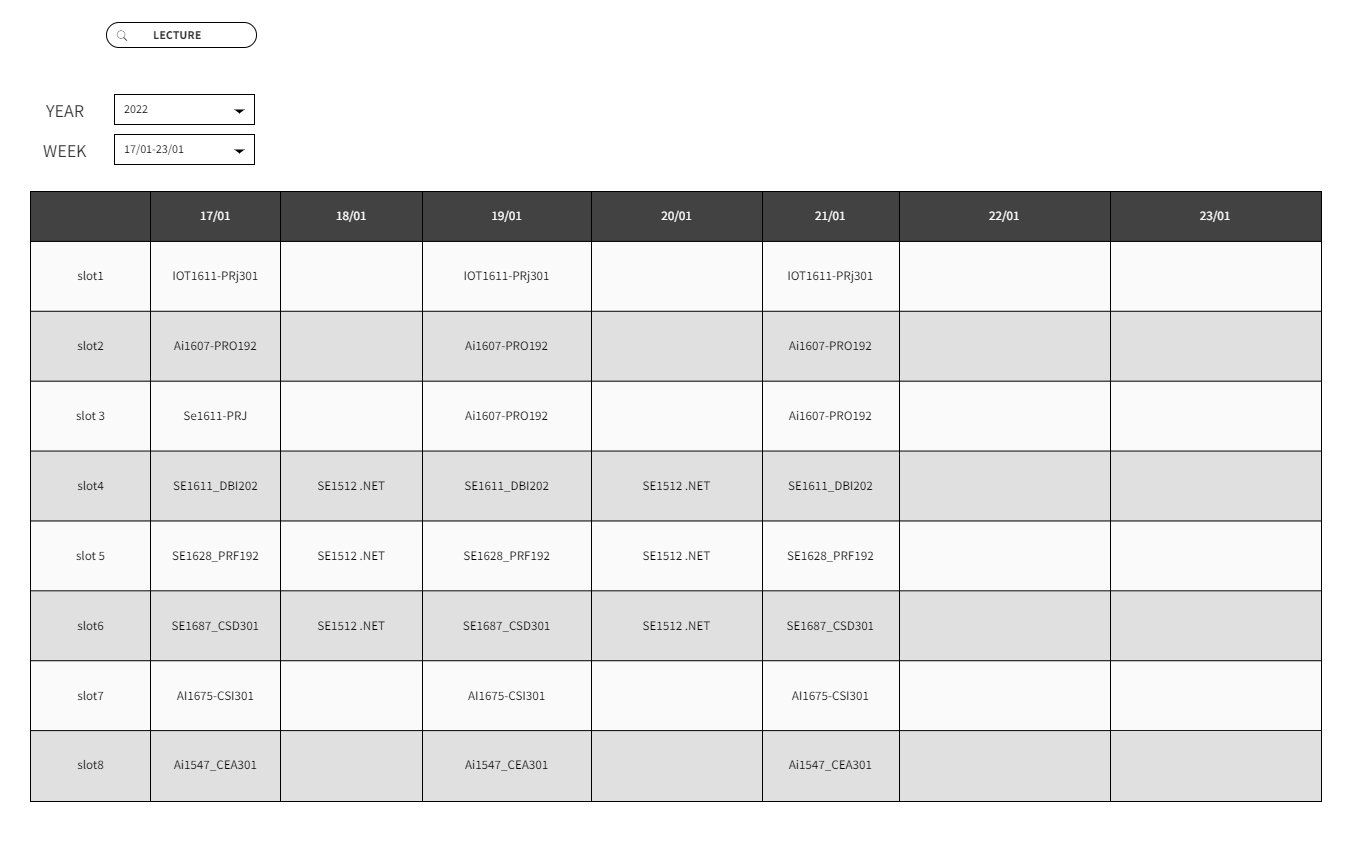 LECTURE
YEAR 2022
WEEK 17/01-23/01
17/01 18/01 19/01 20/01 21/01 22/01 23/01
slot1 IOT1611-PRj301 IOT1611-PRj301 IOT1611-PRj301
slot2 Ai1607-PRO192 Ai1607-PRO192 Ai1607-PRO192
slot 3 Se1611-PRJ Ai1607-PRO192 Ai1607-PRO192
slot4 SE1611_DBI202 SE1512 .NET SE1611_DBI202 SE1512 .NET SE1611_DBI202
slot 5 SE1628_PRF192 SE1512 .NET SE1628_PRF192 SE1512 .NET SE1628_PRF192
slot6 SE1687_CSD301 SE1512 .NET SE1687_CSD301 SE1512 .NET SE1687_CSD301
slot7 AI1675-CSI301 AI1675-CSI301 AI1675-CSI301
slot8 Ai1547_CEA301 Ai1547_CEA301 Ai1547_CEA301